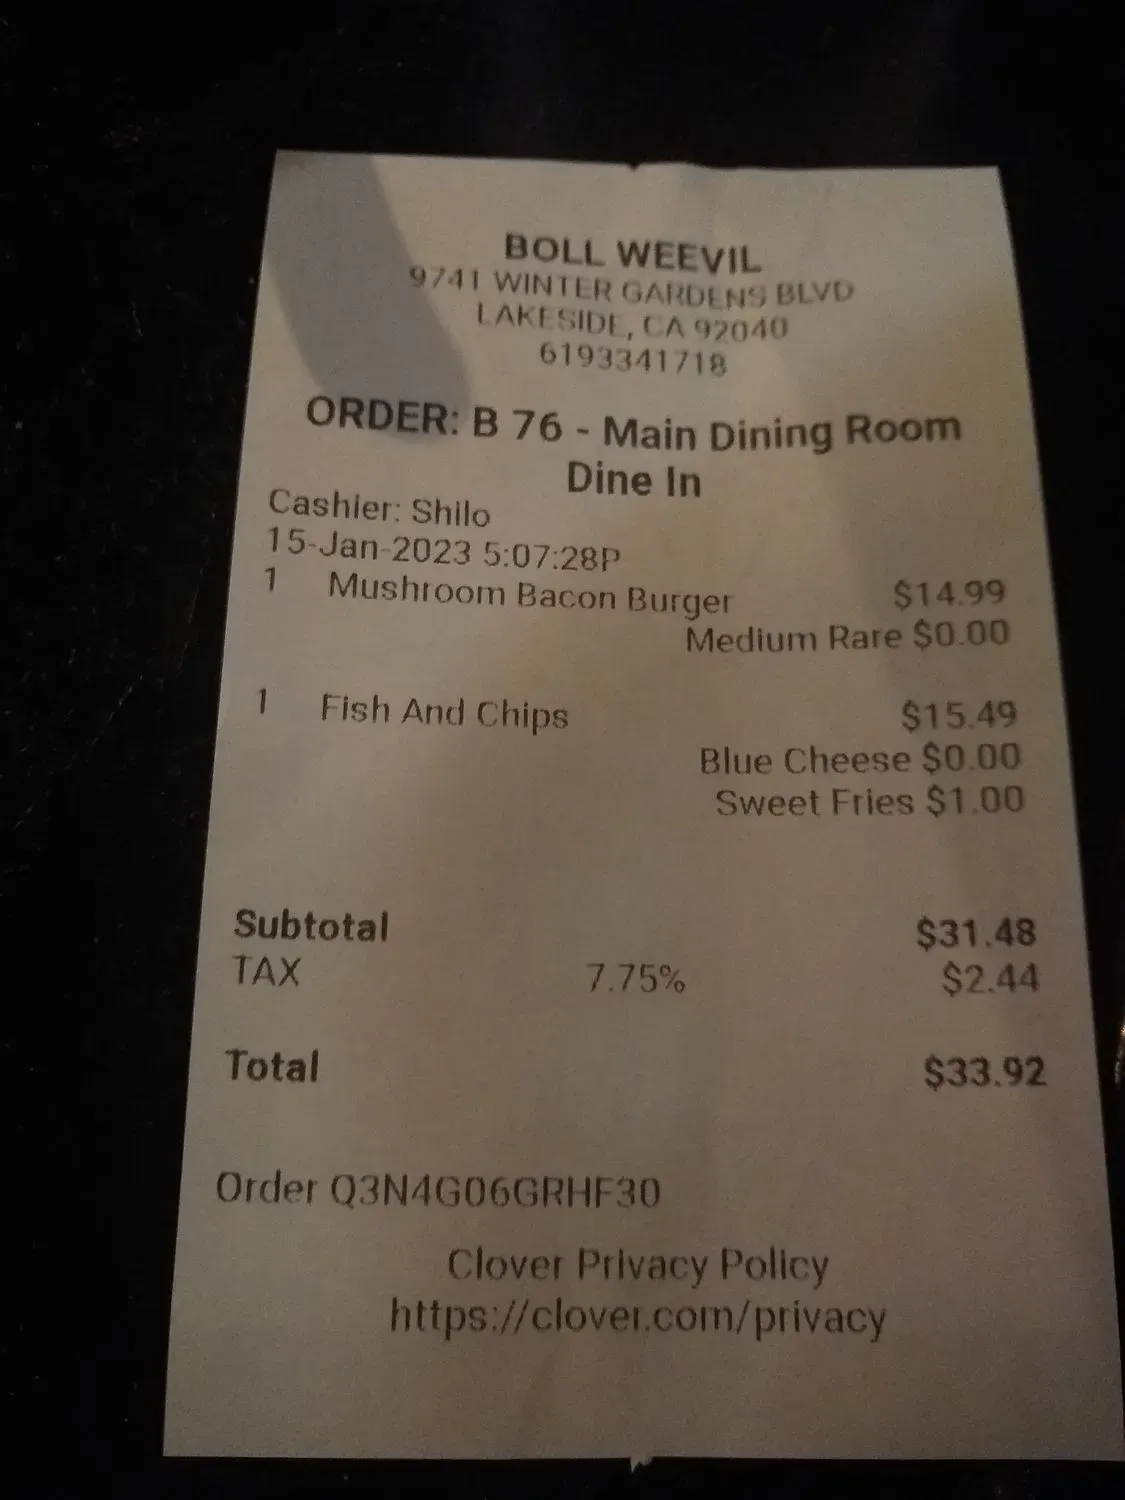 BOLL WEEVIL
9741 WINTER GARDENS BLVD
LAKESIDE, CA 92040
6193341718
ORDER: B 76 - Main Dining Room
Dine In
Cashier: Shilo
15-Jan-2023 5:07:28P
1 Mushroom Bacon Burger $14.99
Medium Rare $0.00
1 Fish And Chips $15.49
Blue Cheese $0.00
Sweet Fries $1.00
Subtotal $31.48
TAX 7.75% $2.44
Total $33.92
Order Q3N4G06GRHF30
Clover Privacy Policy
https://clover.com/privacy